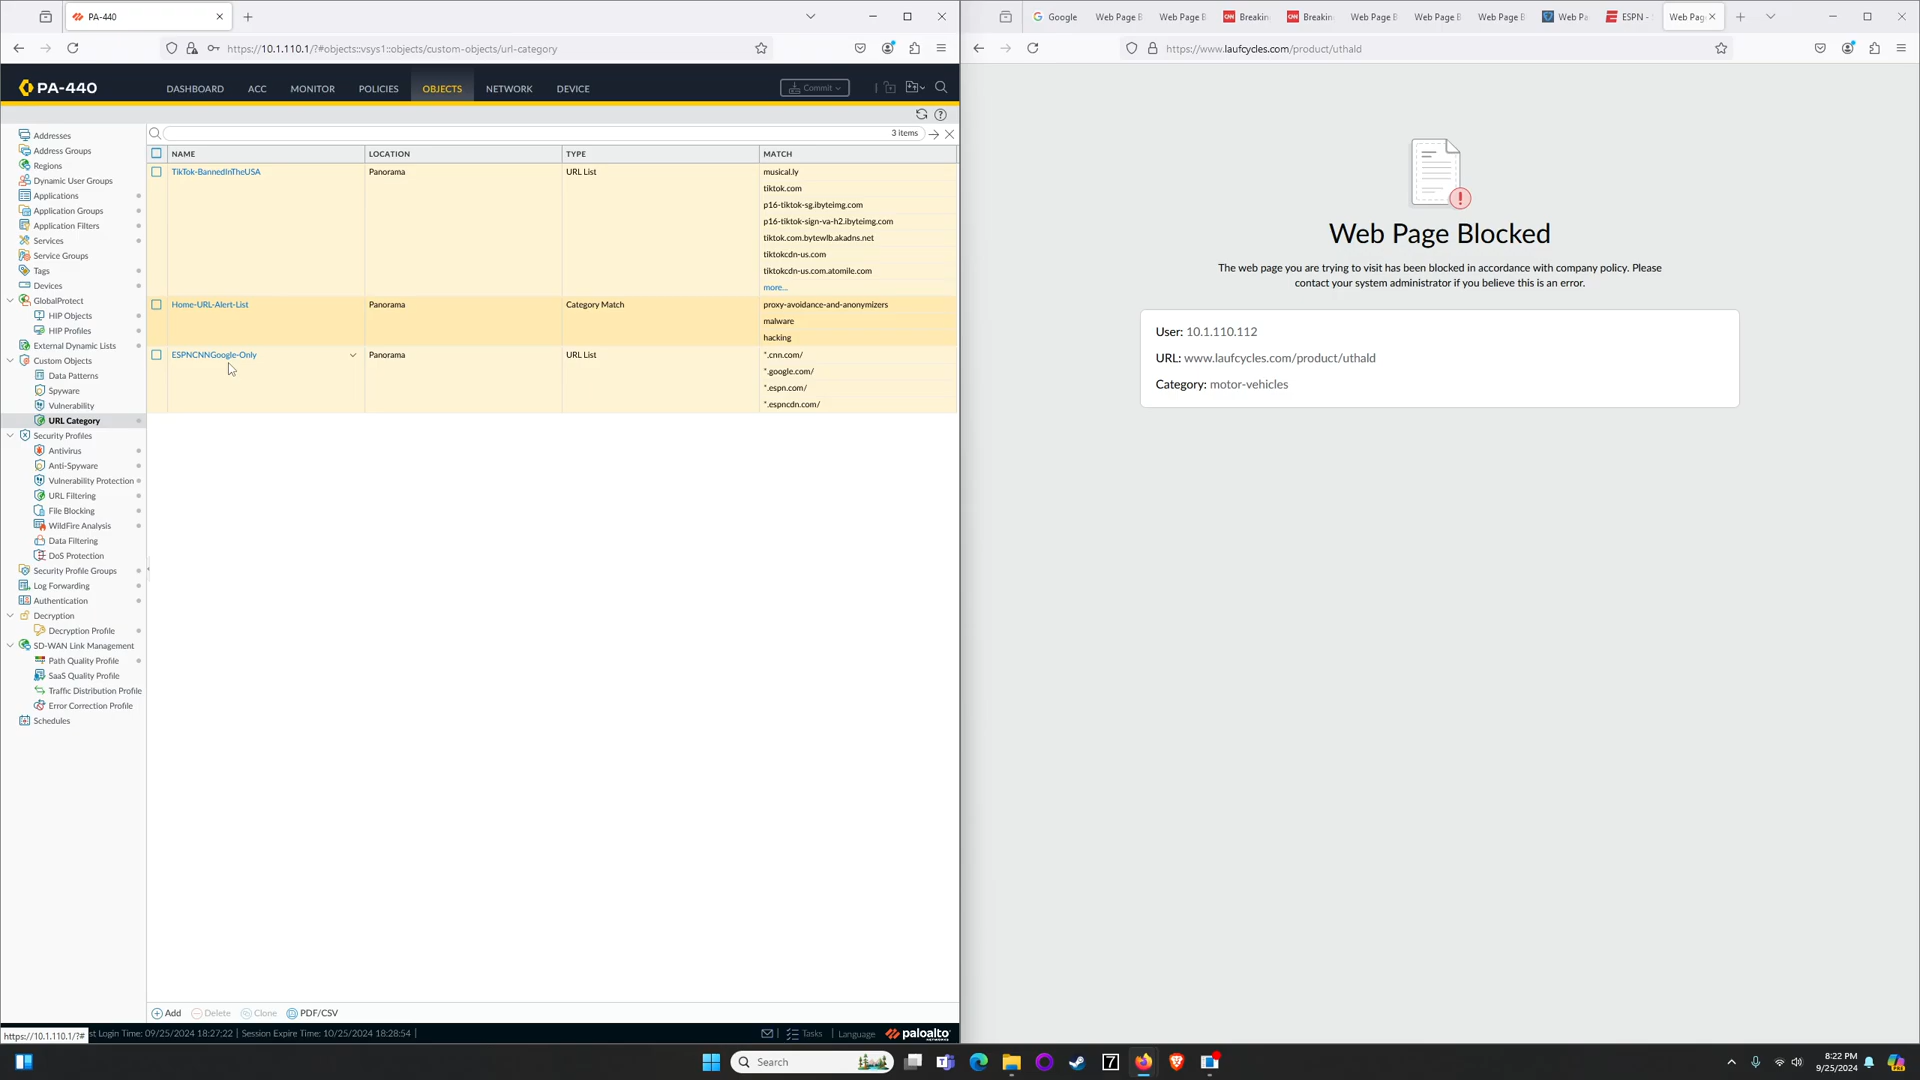 PA-440
https://10.1.110.1/?#objects::vsys1::objects/custom-objects/url-category
PA-440
DASHBOARD
ACC
MONITOR
POLICIES
OBJECTS
NETWORK
DEVICE
Commit
Addresses
Address Groups
Regions
Dynamic User Groups
Applications
Application Groups
Application Filters
Services
Service Groups
Tags
Devices
GlobalProtect
HIP Objects
HIP Profiles
External Dynamic Lists
Custom Objects
Data Patterns
Spyware
Vulnerability
URL Category
Security Profiles
Antivirus
Anti-Spyware
Vulnerability Protection
URL Filtering
File Blocking
WildFire Analysis
Data Filtering
DoS Protection
Security Profile Groups
Log Forwarding
Authentication
Decryption
Decryption Profile
SD-WAN Link Management
Path Quality Profile
SaaS Quality Profile
Traffic Distribution Profile
Error Correction Profile
Schedules
3 items
NAME LOCATION TYPE MATCH
TikTok-BannedInTheUSA Panorama URL List musical.ly
tiktok.com
p16-tiktok-sg.ibyteimg.com
p16-tiktok-sign-va-h2.ibyteimg.com
tiktok.com.bytewlb.akadns.net
tiktokcdn-us.com
tiktokcdn-us.com.atomile.com
more...
Home-URL-Alert-List Panorama Category Match proxy-avoidance-and-anonymizers
malware
hacking
ESPNCNNGoogle-Only Panorama URL List *.cnn.com/
*.google.com/
*.espn.com/
*.espncdn.com/
Add Delete Clone PDF/CSV
https://10.1.110.1/?# st Login Time: 09/25/2024 18:27:22 | Session Expire Time: 10/25/2024 18:28:54 |
Tasks | Language paloalto
NETWORKS
Google Web Page B Web Page B Breakin Breakin Web Page B Web Page B Web Page B Web Pa ESPN - Web Pag
https://www.laufcycles.com/product/uthald
Web Page Blocked
The web page you are trying to visit has been blocked in accordance with company policy. Please
contact your system administrator if you believe this is an error.
User: 10.1.110.112
URL: www.laufcycles.com/product/uthald
Category: motor-vehicles
Search
8:22 PM
9/25/2024